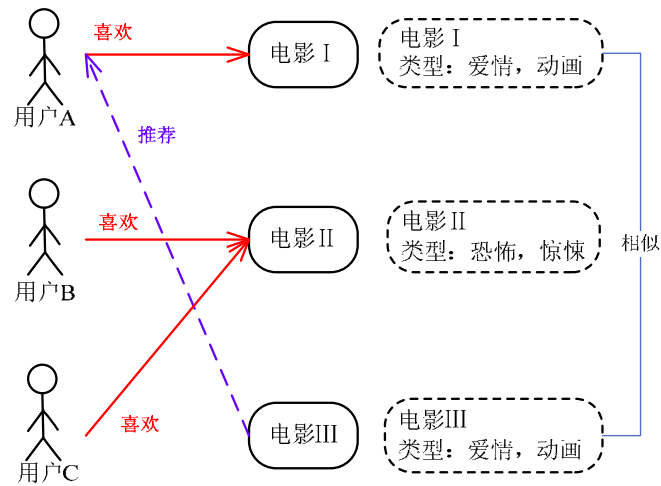 喜欢
电影Ⅰ
电影Ⅰ
类型：爱情，动画
用户A
推荐
喜欢
电影Ⅱ
电影Ⅱ
类型：恐怖，惊悚
相似
用户B
喜欢
电影Ⅲ
电影Ⅲ
类型：爱情，动画
用户C